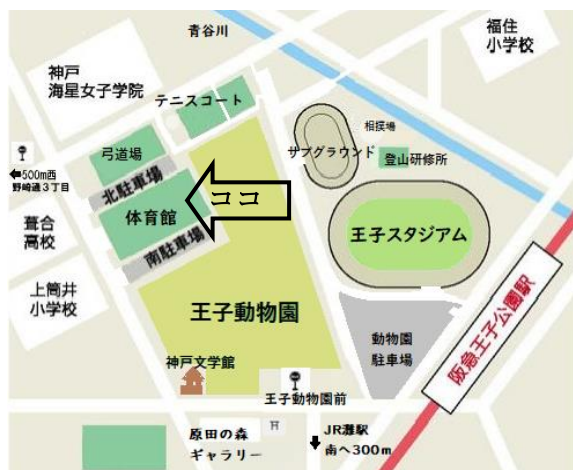 青谷川
福住
小学校
神戸
海星女子学院
テニスコート
相撲場
サブグラウンド
登山研修所
弓道場
北駐車場
←500m西
野崎通3丁目
体育館
ココ
葺合
高校
南駐車場
王子スタジアム
上筒井
小学校
王子動物園
動物園
駐車場
阪急王子公園駅
神戸文学館
王子動物園前
原田の森
ギャラリー
JR灘駅
南へ300m